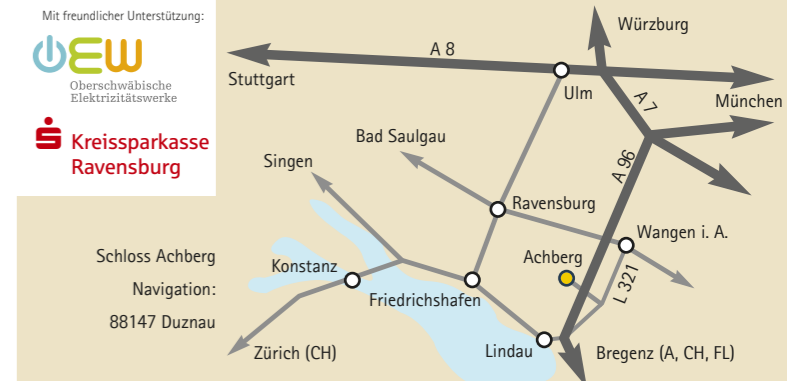 Mit freundlicher Unterstützung:
OEW
Oberschwäbische
Elektrizitätswerke
Kreissparkasse
Ravensburg
Schloss Achberg
Navigation:
88147 Duznau
Würzburg
A 8
Stuttgart
Ulm
A 7
München
Bad Saulgau
A 96
Singen
Ravensburg
Wangen i. A.
Achberg
Konstanz
L 321
Friedrichshafen
Zürich (CH)
Lindau
Bregenz (A, CH, FL)